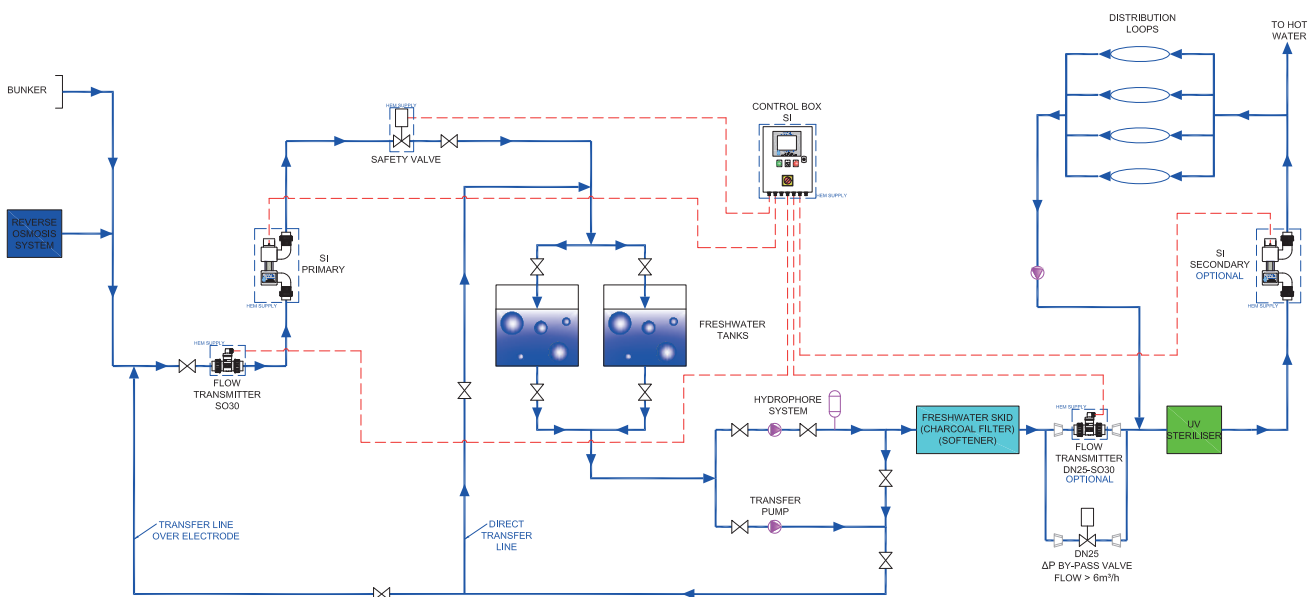 DISTRIBUTION
LOOPS
TO HOT
WATER
BUNKER
HEM SUPPLY
SAFETY VALVE
CONTROL BOX
SI
HEM SUPPLY
REVERSE
OSMOSIS
SYSTEM
SI
PRIMARY
HEM SUPPLY
SI
SECONDARY
OPTIONAL
HEM SUPPLY
FRESHWATER
TANKS
HEM SUPPLY
FLOW
TRANSMITTER
SO30
HYDROPHORE
SYSTEM
FRESHWATER SKID
(CHARCOAL FILTER)
(SOFTENER)
HEM SUPPLY
FLOW
TRANSMITTER
DN25-SO30
OPTIONAL
UV
STERILISER
TRANSFER LINE
OVER ELECTRODE
DIRECT
TRANSFER
LINE
TRANSFER
PUMP
DN25
ΔP BY-PASS VALVE
FLOW > 6m³/h